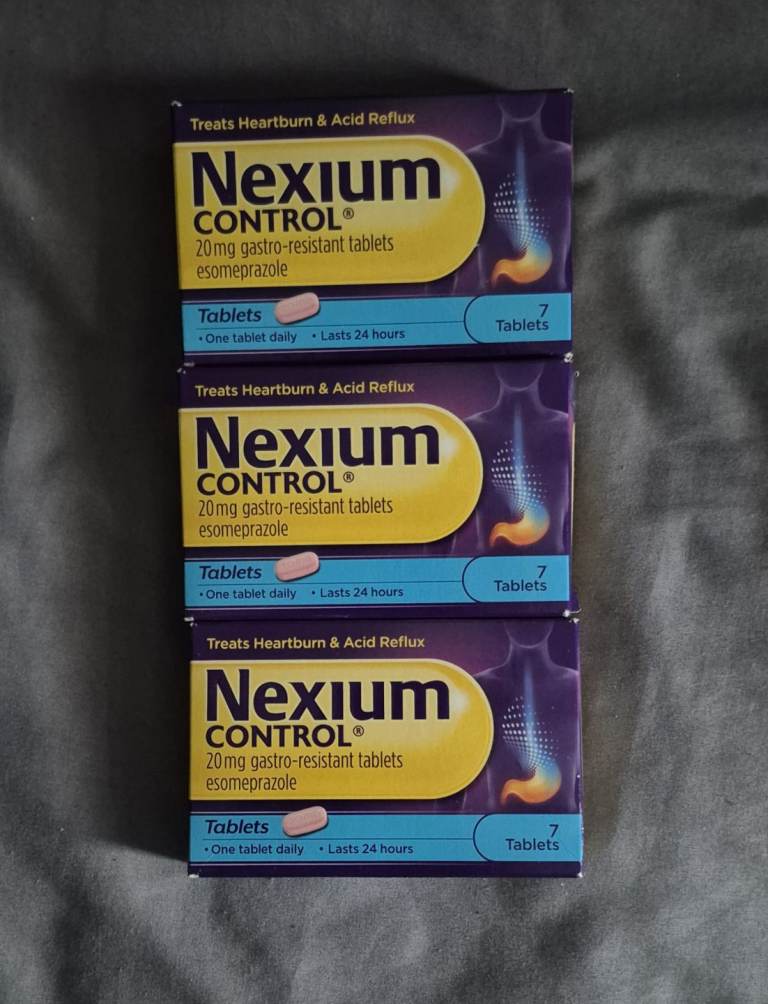 Treats Heartburn & Acid Reflux
Nexium
CONTROL®
20mg gastro-resistant tablets
esomeprazole
Tablets
• One tablet daily • Lasts 24 hours
7
Tablets
Treats Heartburn & Acid Reflux
Nexium
CONTROL®
20mg gastro-resistant tablets
esomeprazole
Tablets
• One tablet daily • Lasts 24 hours
7
Tablets
Treats Heartburn & Acid Reflux
Nexium
CONTROL®
20mg gastro-resistant tablets
esomeprazole
Tablets
• One tablet daily • Lasts 24 hours
7
Tablets